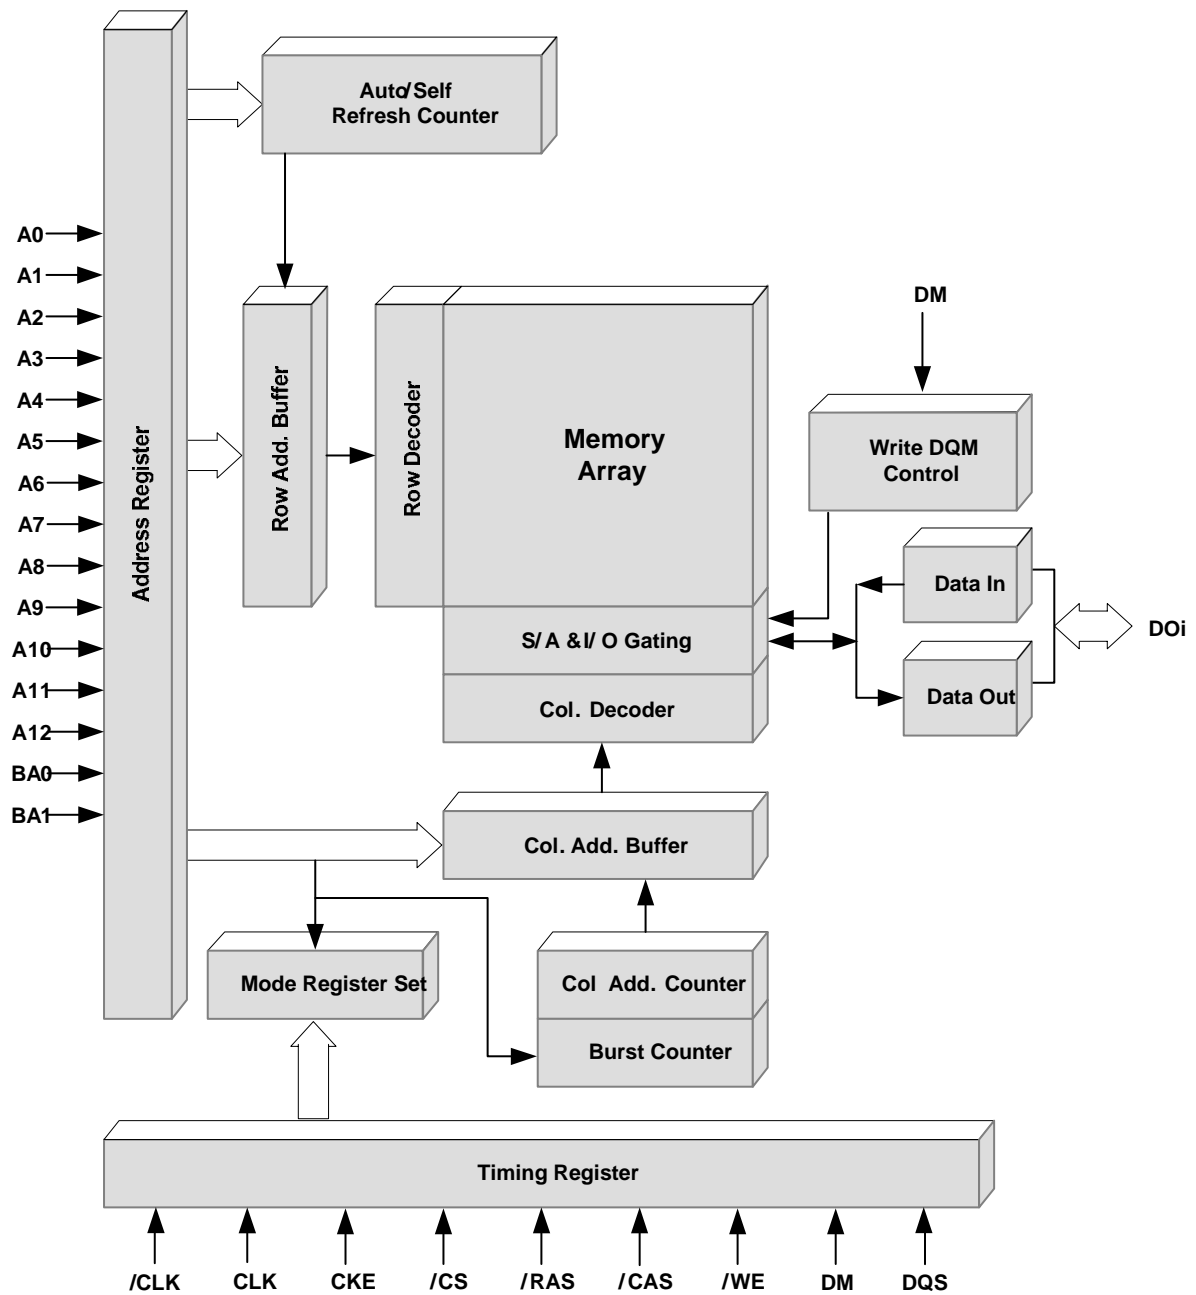 Auto/Self
Refresh Counter
A0
A1
A2
A3
A4
A5
A6
A7
A8
A9
A10
A11
A12
BA0
BA1
Address Register
Row Add. Buffer
Row Decoder
Memory
Array
DM
Write DQM
Control
Data In
Data Out
DOi
S/ A &I/ O Gating
Col. Decoder
Col. Add. Buffer
Mode Register Set
Col Add. Counter
Burst Counter
Timing Register
/CLK
CLK
CKE
/CS
/RAS
/CAS
/WE
DM
DQS